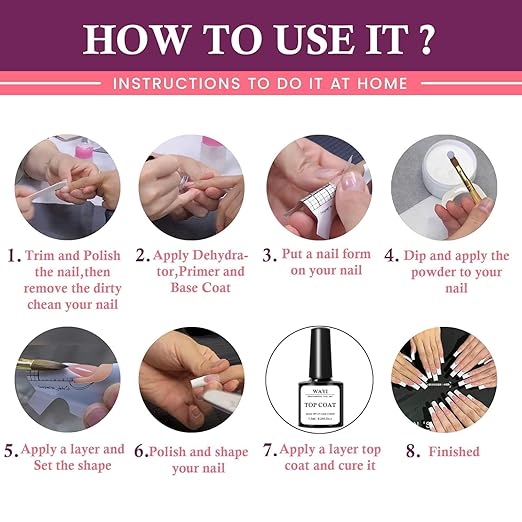 HOW TO USE IT ?
INSTRUCTIONS TO DO IT AT HOME
1. Trim and Polish
the nail,then
remove the dirty
chean your nail
2. Apply Dehydra-
tor,Primer and
Base Coat
3. Put a nail form
on your nail
4. Dip and apply the
powder to your
nail
5. Apply a layer and
Set the shape
6. Polish and shape
your nail
TOP COAT
7. Apply a layer top
coat and cure it
8. Finished